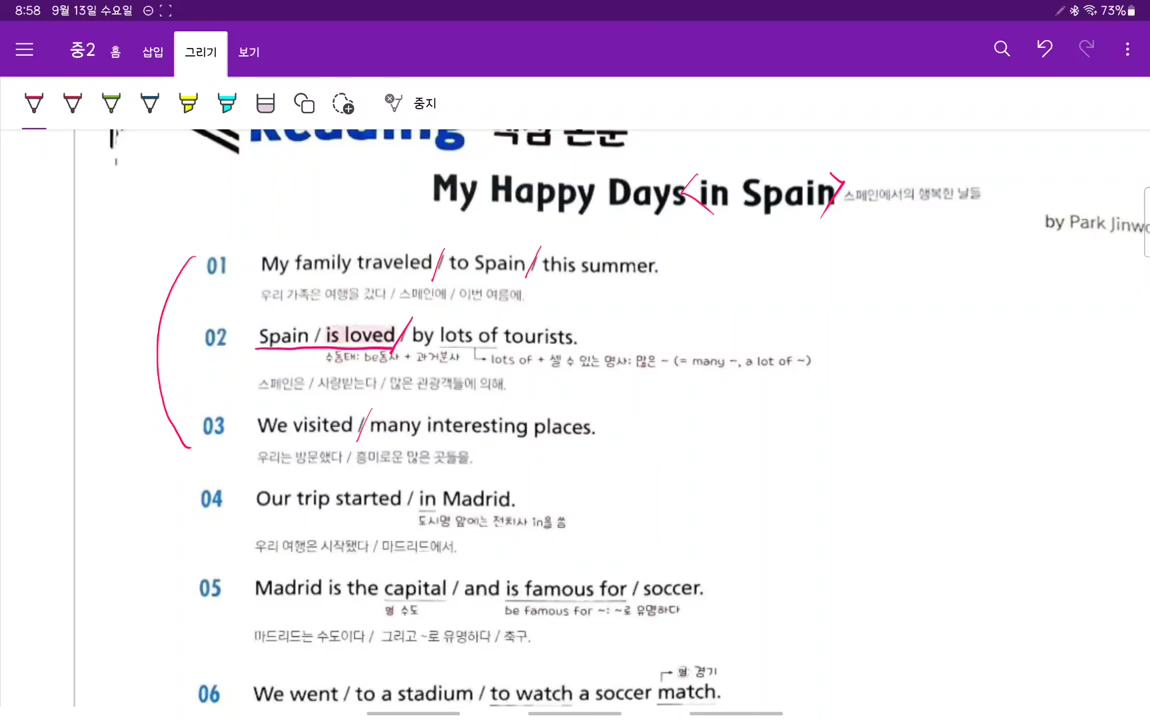 8:58 9월 13일 수요일
73%
중2 홈 삽입 그리기 보기
중지
Reading 핵심 본문
My Happy Days in Spain 스페인에서의 행복한 날들
by Park Jinwo
01 My family traveled / to Spain / this summer.
우리 가족은 여행을 갔다 / 스페인에 / 이번 여름에.
02 Spain / is loved / by lots of tourists.
수동태: be동사 + 과거분사 lots of + 셀 수 있는 명사: 많은 ~ (= many ~, a lot of ~)
스페인은 / 사랑받는다 / 많은 관광객들에 의해.
03 We visited / many interesting places.
우리는 방문했다 / 흥미로운 많은 곳들을.
04 Our trip started / in Madrid.
도시명 앞에는 전치사 in을 씀
우리 여행은 시작됐다 / 마드리드에서.
05 Madrid is the capital / and is famous for / soccer.
명 수도 be famous for ~: ~로 유명하다
마드리드는 수도이다 / 그리고 ~로 유명하다 / 축구.
명 경기
06 We went / to a stadium / to watch a soccer match.